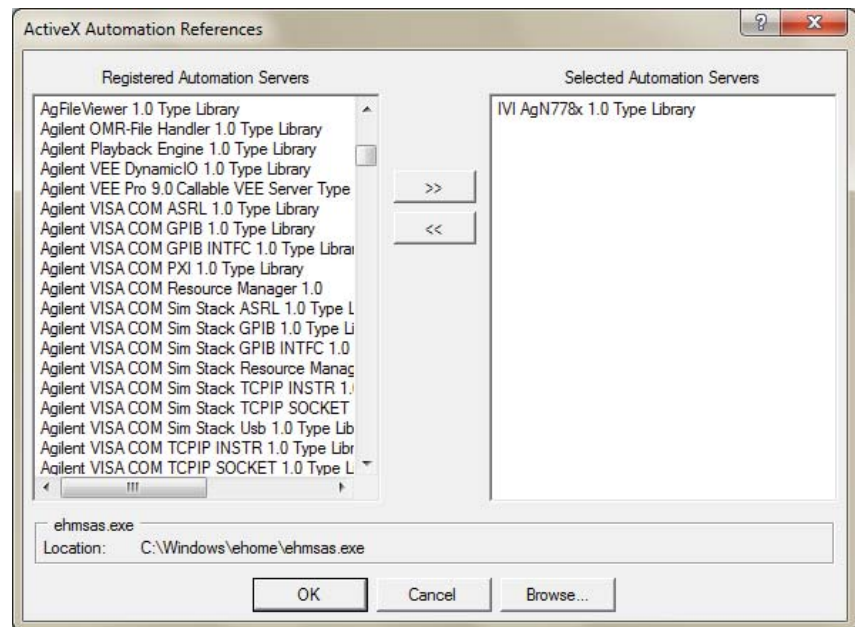 ActiveX Automation References
Registered Automation Servers
AgFileViewer 1.0 Type Library
Agilent OMR-File Handler 1.0 Type Library
Agilent Playback Engine 1.0 Type Library
Agilent VEE DynamicIO 1.0 Type Library
Agilent VEE Pro 9.0 Callable VEE Server Type
Agilent VISA COM ASRL 1.0 Type Library
Agilent VISA COM GPIB 1.0 Type Library
Agilent VISA COM GPIB INTFC 1.0 Type Librar
Agilent VISA COM PXI 1.0 Type Library
Agilent VISA COM Resource Manager 1.0
Agilent VISA COM Sim Stack ASRL 1.0 Type L
Agilent VISA COM Sim Stack GPIB 1.0 Type Li
Agilent VISA COM Sim Stack GPIB INTFC 1.0
Agilent VISA COM Sim Stack Resource Manag
Agilent VISA COM Sim Stack TCPIP INSTR 1.0
Agilent VISA COM Sim Stack TCPIP SOCKET
Agilent VISA COM Sim Stack Usb 1.0 Type Lib
Agilent VISA COM TCPIP INSTR 1.0 Type Libr
Agilent VISA COM TCPIP SOCKET 1.0 Type L
>>
<<
Selected Automation Servers
IVI AgN778x 1.0 Type Library
ehmsas.exe
Location: C:\Windows\ehome\ehmsas.exe
OK
Cancel
Browse...